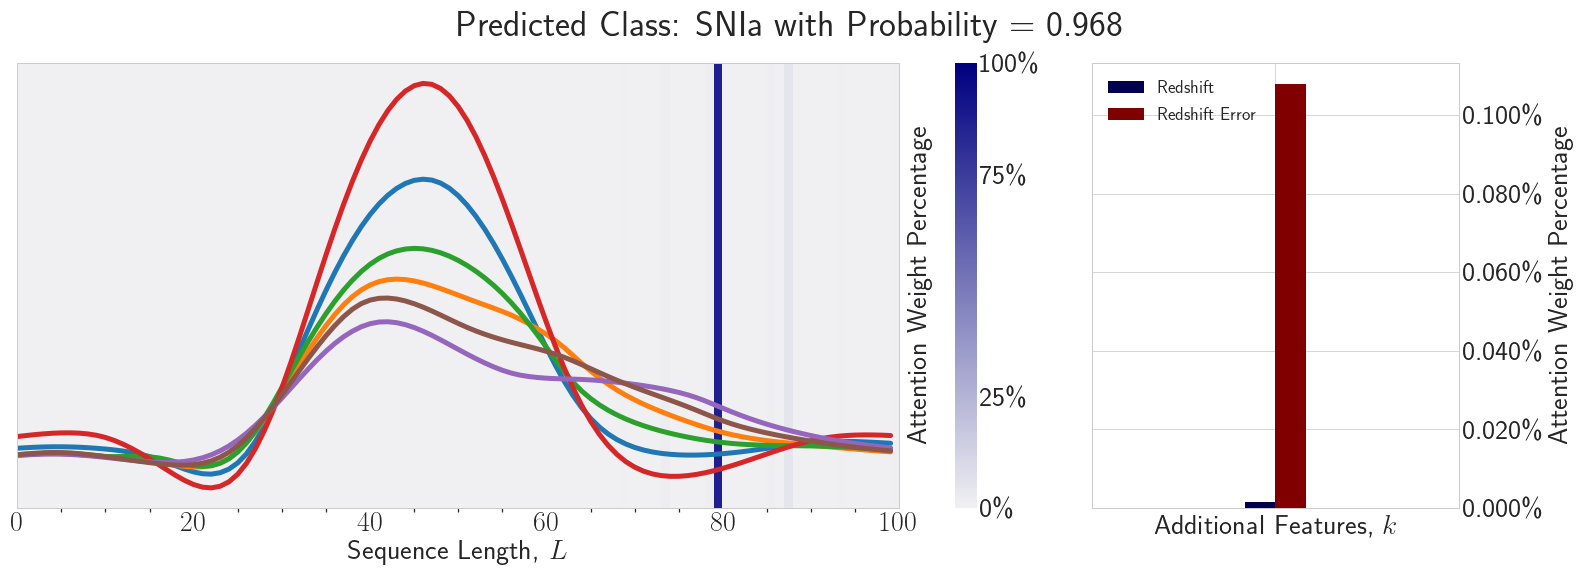 Predicted Class: SNIa with Probability = 0.968
0
20
40
60
80
100
Sequence Length, L
100%
75%
25%
0%
Attention Weight Percentage
Redshift
Redshift Error
0.100%
0.080%
0.060%
0.040%
0.020%
0.000%
Attention Weight Percentage
Additional Features, k